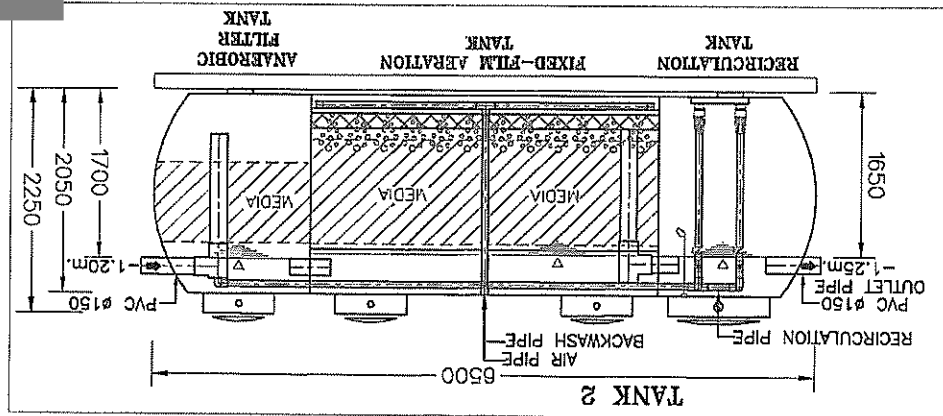 TANK 2
6500
AIR PIPE
BACKWASH PIPE
RECIRCULATION PIPE
PVC ø150
OUTLET PIPE
-1.25m.
PVC ø150
-1.20m.
1650
MEDIA
MEDIA
MEDIA
1700
2050
2250
RECIRCULATION
TANK
FIXED-FILM AERATION
TANK
ANAEROBIC
FILTER
TANK